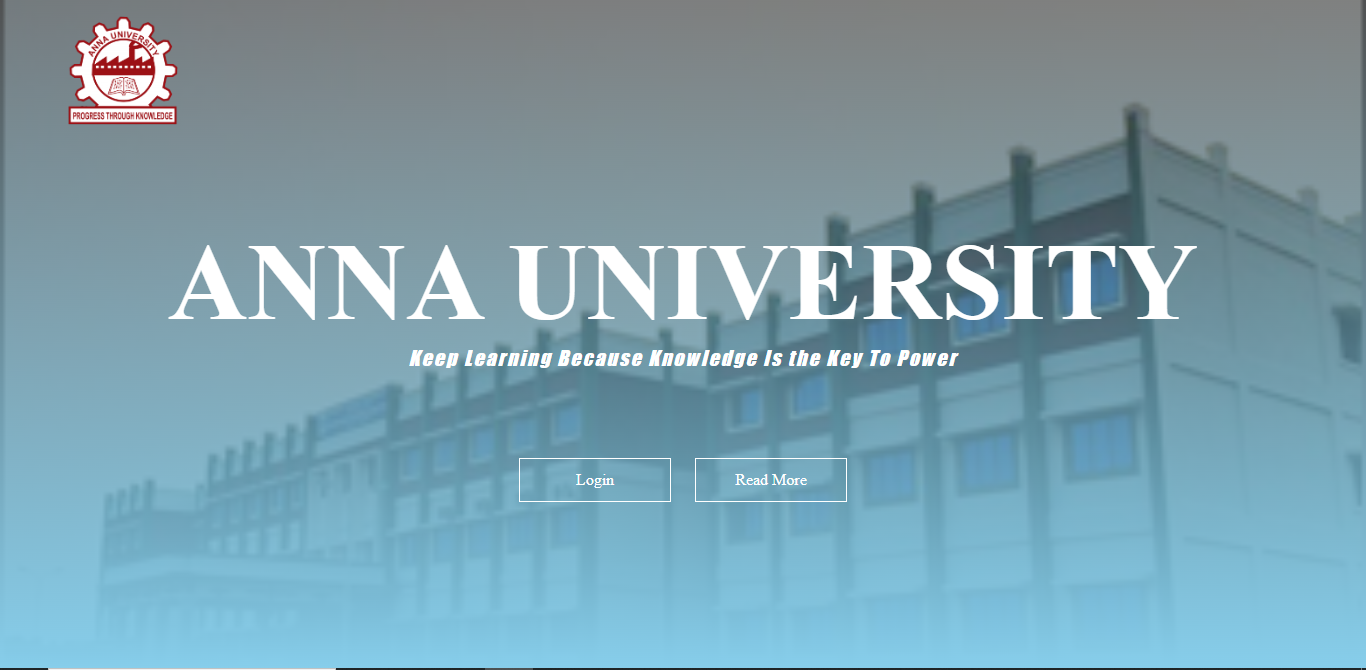 ANNA UNIVERSITY
PROGRESS THROUGH KNOWLEDGE
ANNA UNIVERSITY
Keep Learning Because Knowledge Is the Key To Power
Login
Read More